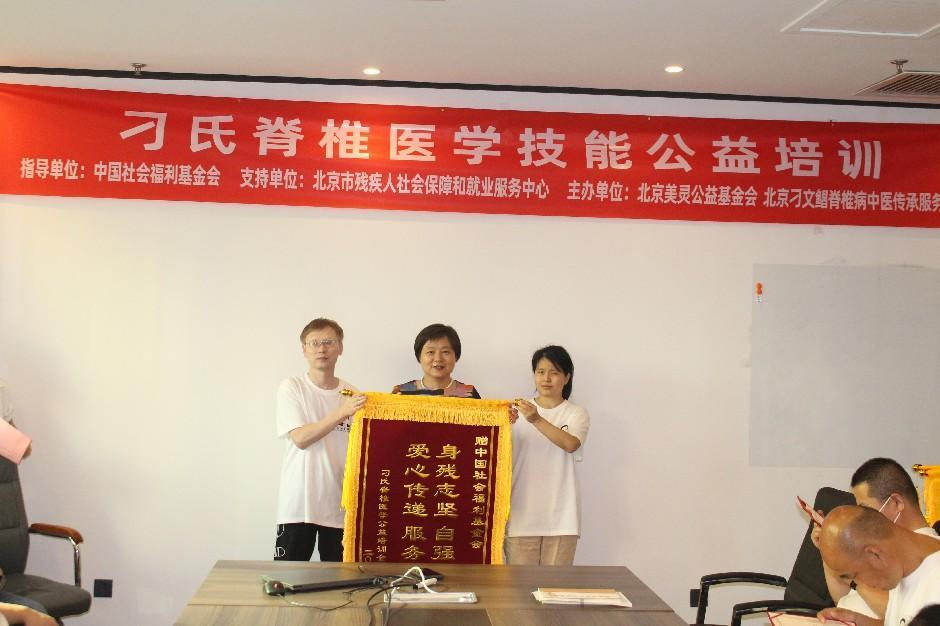 刁氏脊椎医学技能公益培训
指导单位：中国社会福利基金会 支持单位：北京市残疾人社会保障和就业服务中心 主办单位：北京美灵公益基金会 北京刁文鲳脊椎病中医传承服务
赠中国社会福利基金会
身残志坚 自强
爱心传递 服务
刁氏脊椎医学公益培训全
二〇